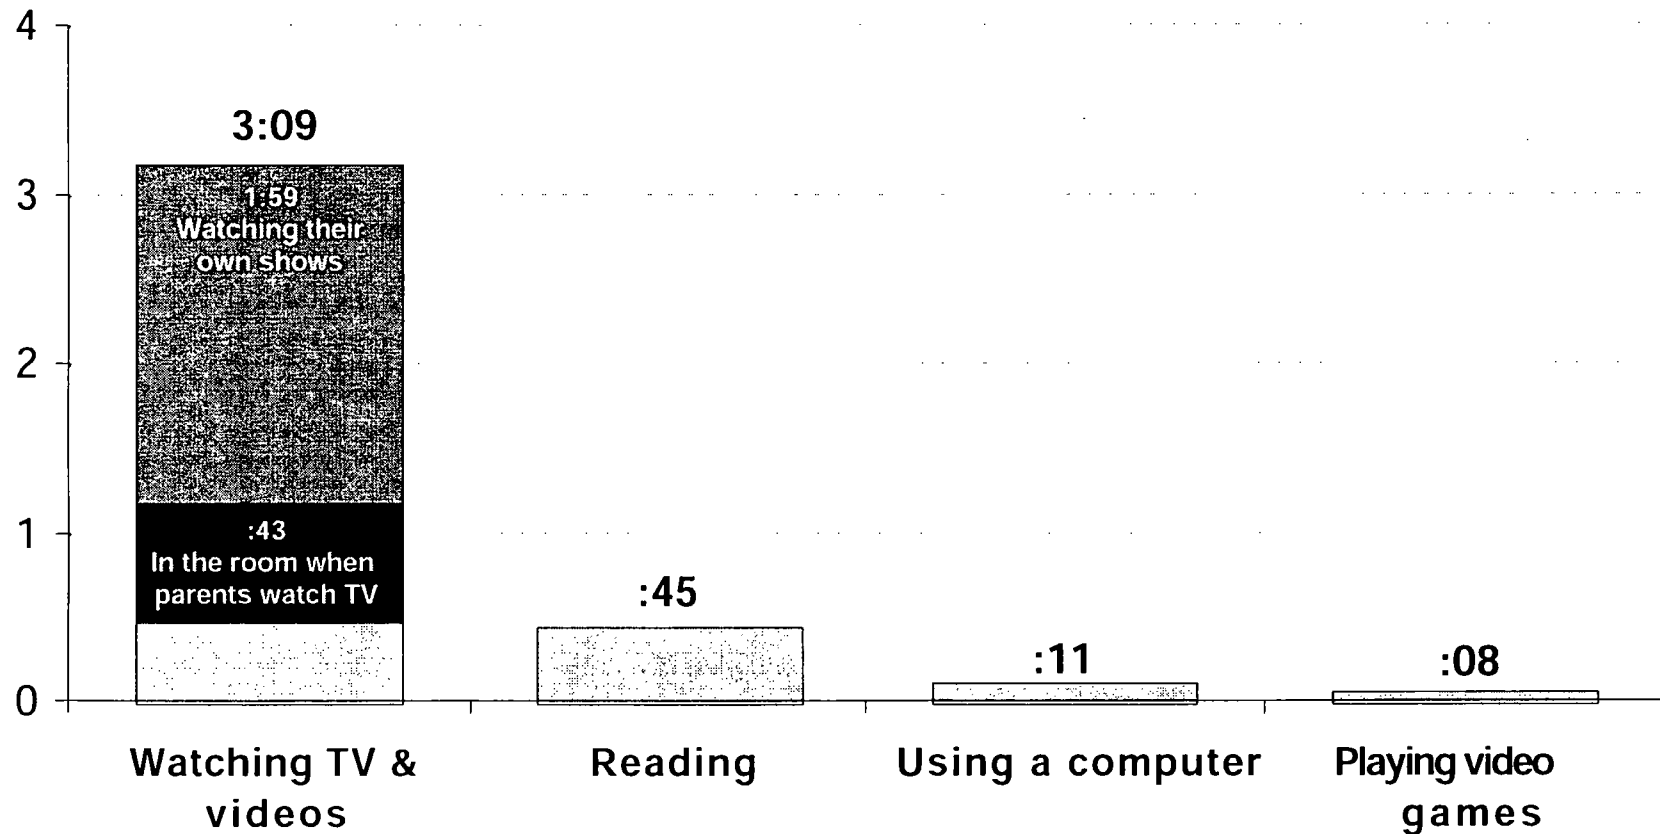 4
3:09
3
1:59
Watching their
own shows
2
1
:43
In the room when
parents watch TV
:45
:11
:08
0
Watching TV &
videos
Reading
Using a computer
Playing video
games